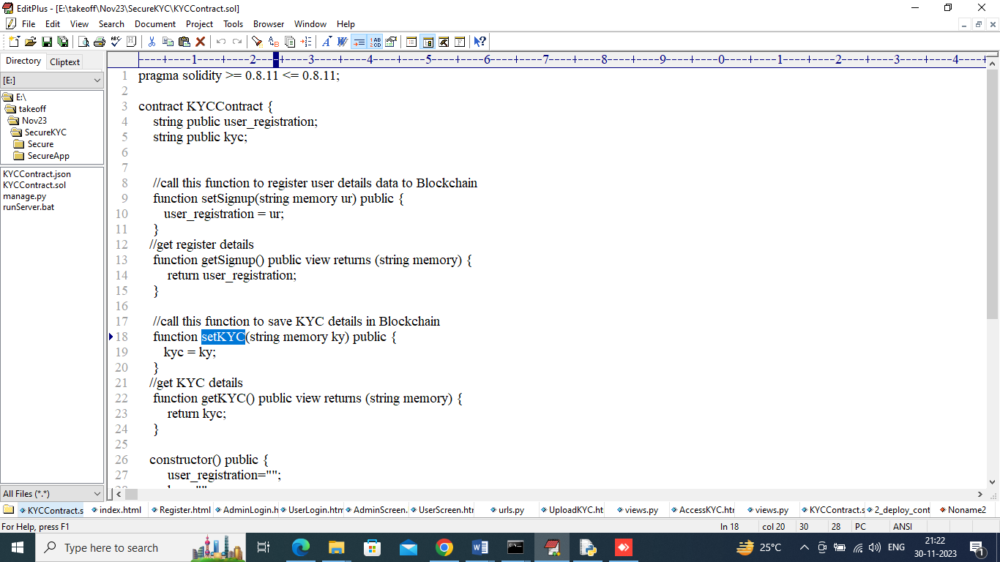 EditPlus - [E:\takeoff\Nov23\SecureKYC\KYCContract.sol]
File Edit View Search Document Project Tools Browser Window Help
Directory Cliptext
[E:]
E:\
takeoff
Nov23
SecureKYC
Secure
SecureApp
KYCContract.json
KYCContract.sol
manage.py
runServer.bat
All Files (*.*)
----+----1----+----2----+----3----+----4----+----5----+----6----+----7----+----8----+----9----+----0----+----1----+----2----+----3----+----4----+
1 pragma solidity >= 0.8.11 <= 0.8.11;
2
3 contract KYCContract {
4 string public user_registration;
5 string public kyc;
6
7
8 //call this function to register user details data to Blockchain
9 function setSignup(string memory ur) public {
10 user_registration = ur;
11 }
12 //get register details
13 function getSignup() public view returns (string memory) {
14 return user_registration;
15 }
16
17 //call this function to save KYC details in Blockchain
18 function setKYC(string memory ky) public {
19 kyc = ky;
20 }
21 //get KYC details
22 function getKYC() public view returns (string memory) {
23 return kyc;
24 }
25
26 constructor() public {
27 user_registration="";
KYCContract.s index.html Register.html AdminLogin.h UserLogin.htm AdminScreen. UserScreen.htr urls.py UploadKYC.ht views.py AccessKYC.htr views.py KYCContract.s 2_deploy_cont Noname2
For Help, press F1 ln 18 col 20 30 28 PC ANSI
Type here to search 25°C ENG 21:22
30-11-2023 1